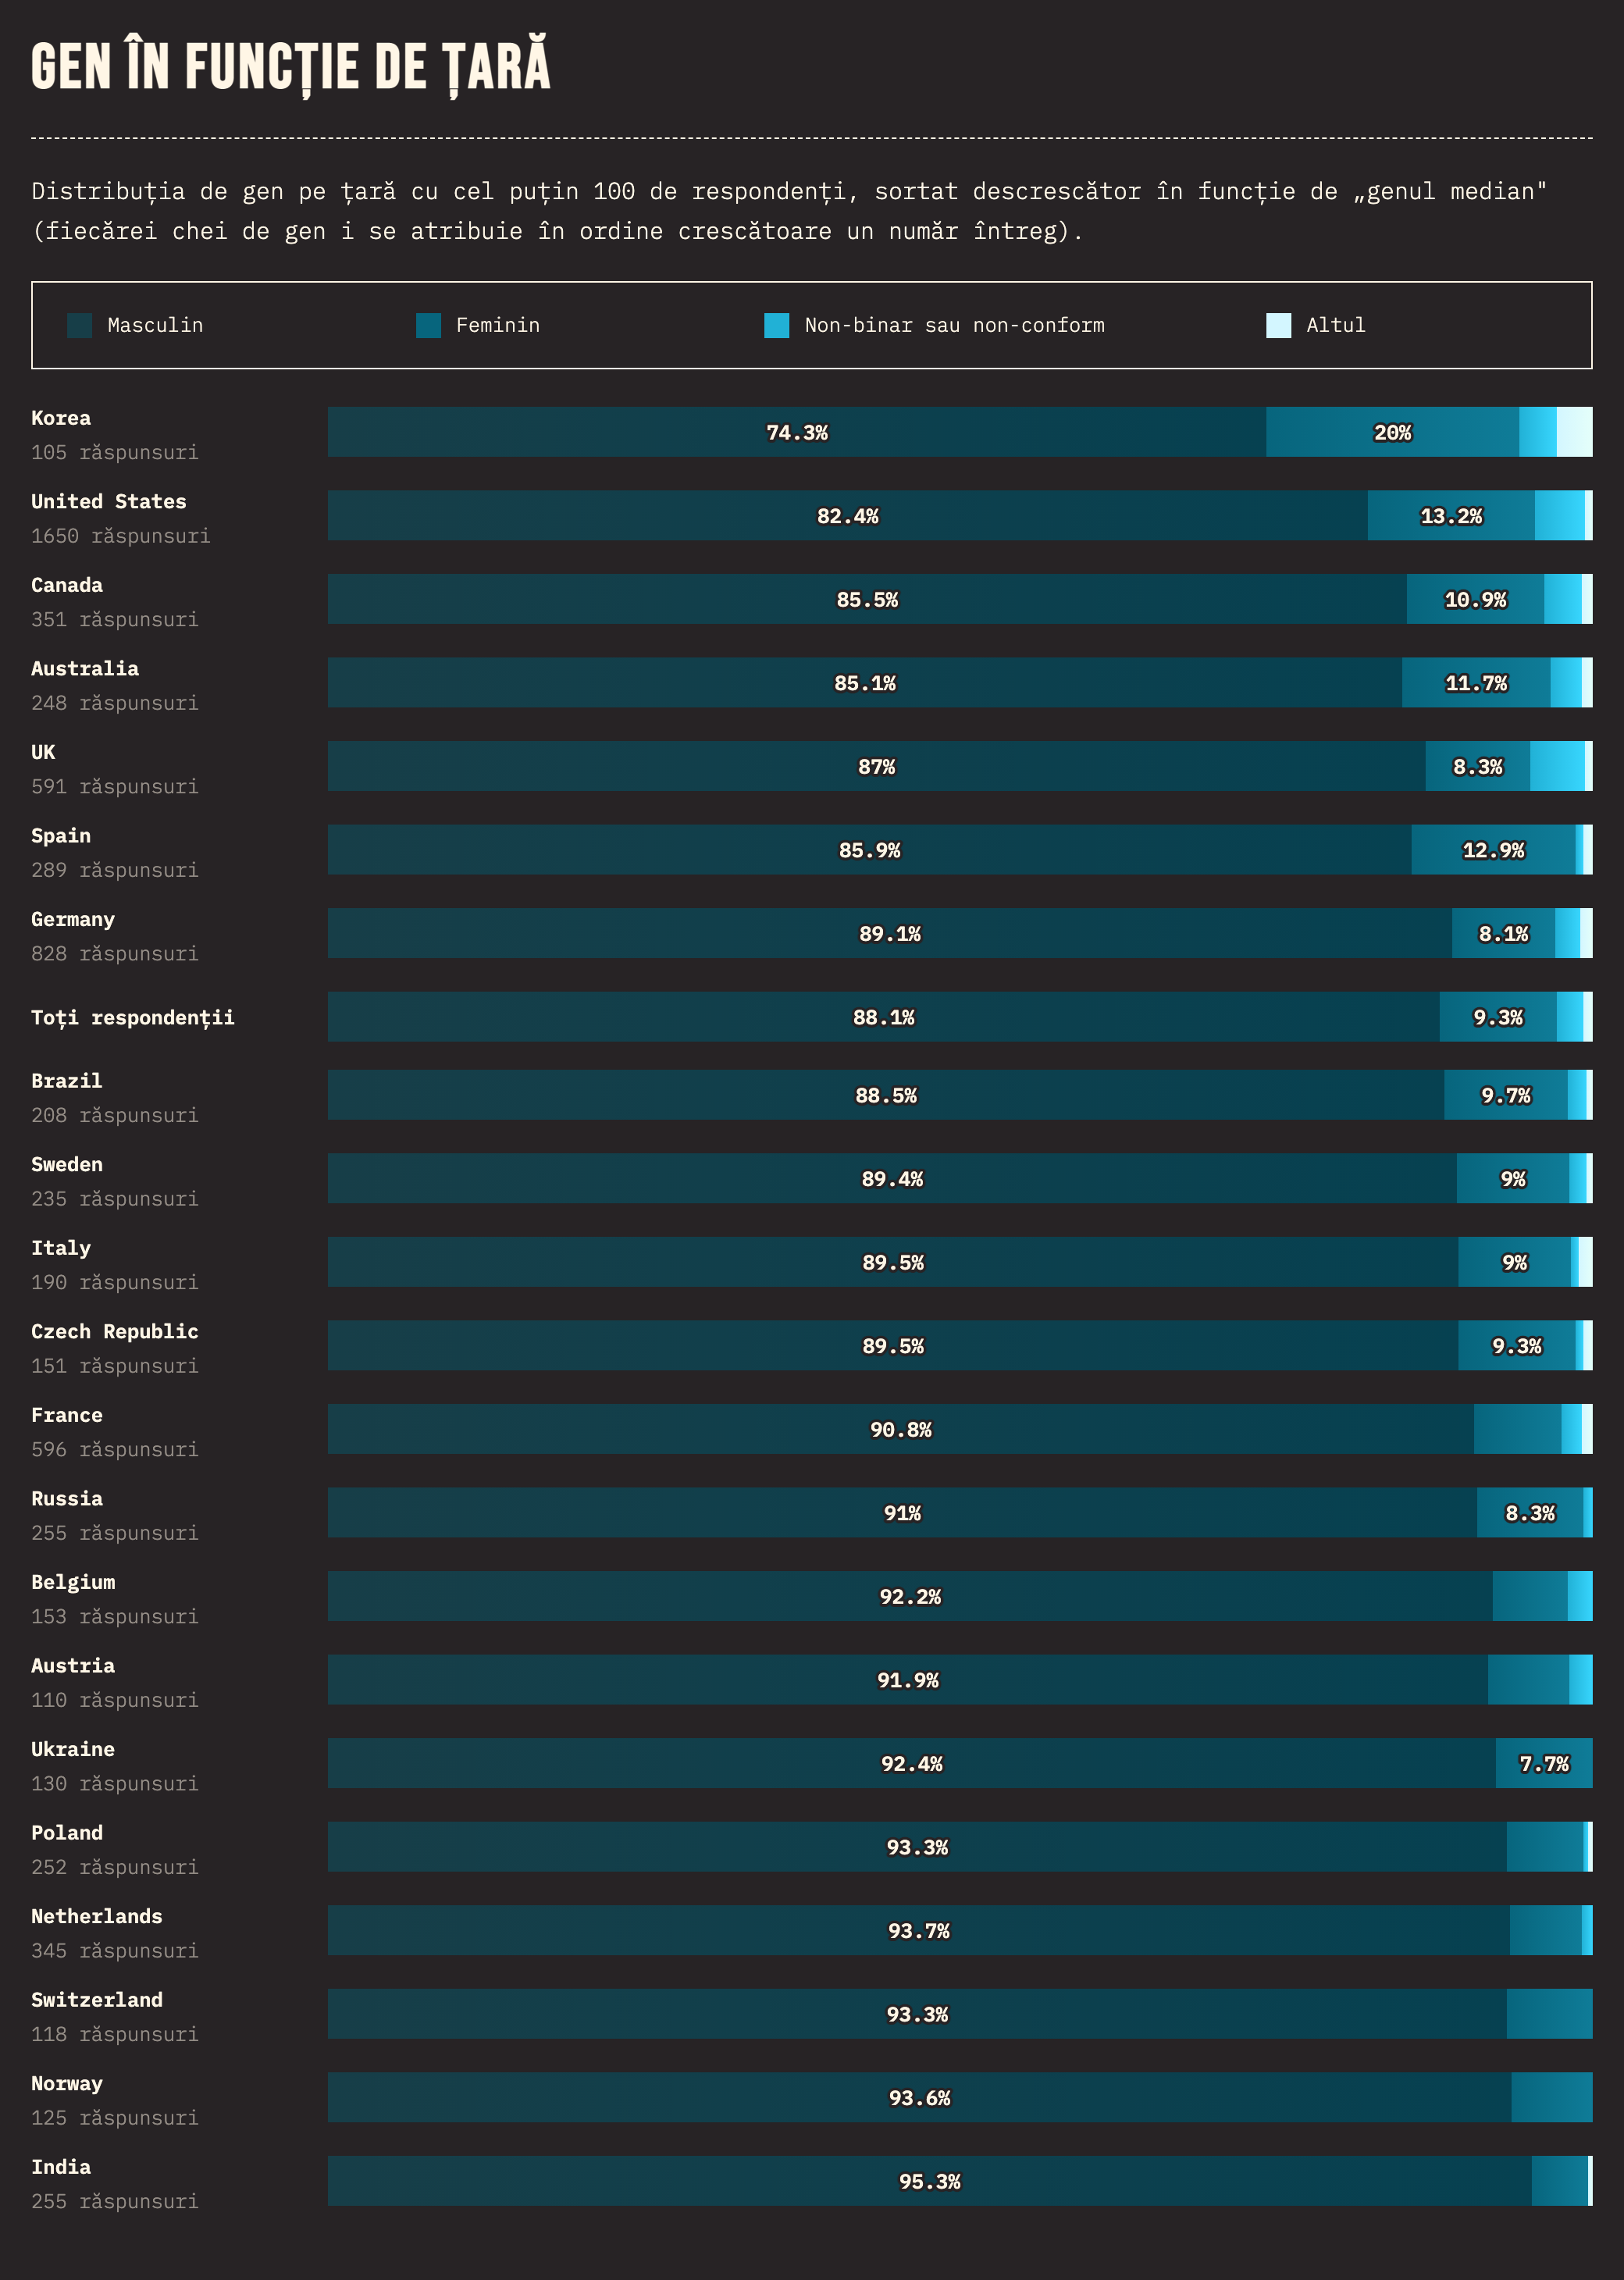 GEN ÎN FUNCȚIE DE ȚARĂ
Distribuția de gen pe țară cu cel puțin 100 de respondenți, sortat descrescător în funcție de „genul median"
(fiecărei chei de gen i se atribuie în ordine crescătoare un număr întreg).
Masculin Feminin Non-binar sau non-conform Altul
Korea
105 răspunsuri
74.3% 20%
United States
1650 răspunsuri
82.4% 13.2%
Canada
351 răspunsuri
85.5% 10.9%
Australia
248 răspunsuri
85.1% 11.7%
UK
591 răspunsuri
87% 8.3%
Spain
289 răspunsuri
85.9% 12.9%
Germany
828 răspunsuri
89.1% 8.1%
Toți respondenții
88.1% 9.3%
Brazil
208 răspunsuri
88.5% 9.7%
Sweden
235 răspunsuri
89.4% 9%
Italy
190 răspunsuri
89.5% 9%
Czech Republic
151 răspunsuri
89.5% 9.3%
France
596 răspunsuri
90.8%
Russia
255 răspunsuri
91% 8.3%
Belgium
153 răspunsuri
92.2%
Austria
110 răspunsuri
91.9%
Ukraine
130 răspunsuri
92.4% 7.7%
Poland
252 răspunsuri
93.3%
Netherlands
345 răspunsuri
93.7%
Switzerland
118 răspunsuri
93.3%
Norway
125 răspunsuri
93.6%
India
255 răspunsuri
95.3%